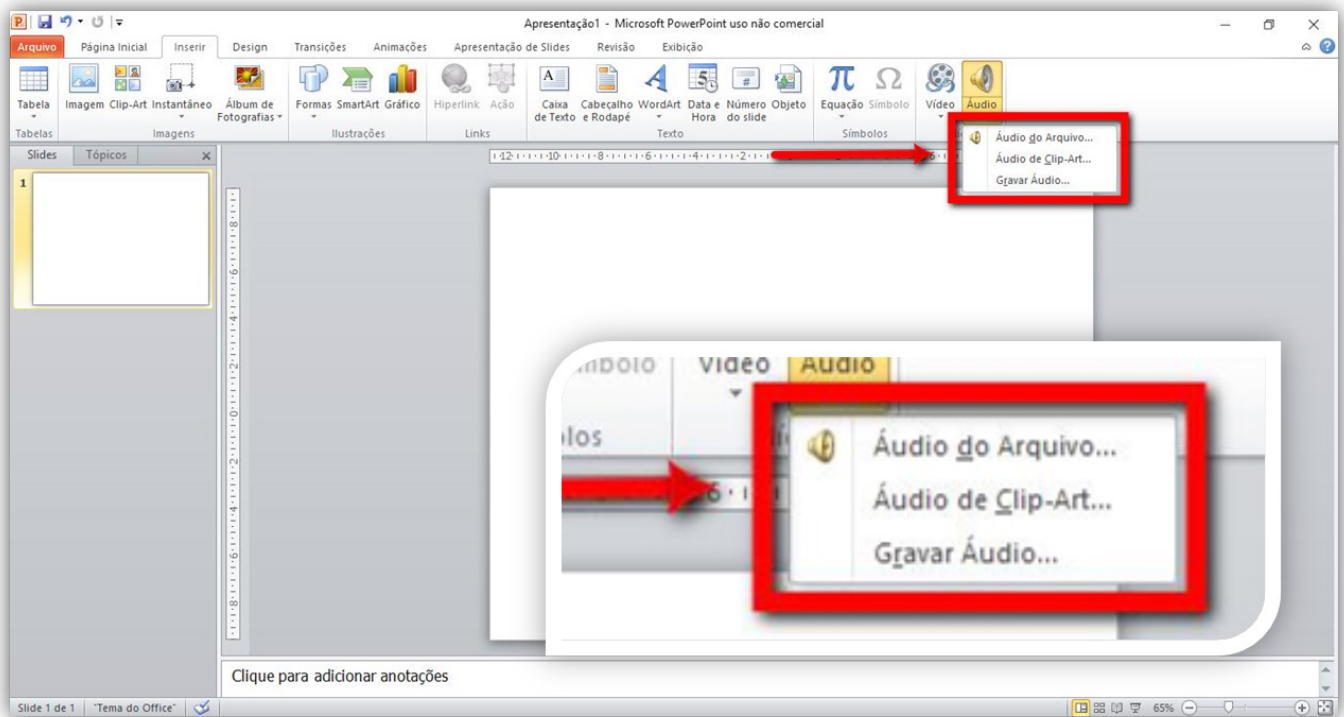 Apresentação1 - Microsoft PowerPoint uso não comercial
Arquivo Página Inicial Inserir Design Transições Animações Apresentação de Slides Revisão Exibição
Tabela Imagem Clip-Art Instantâneo Álbum de Fotografias Formas SmartArt Gráfico Hiperlink Ação Caixa de Texto Cabeçalho e Rodapé WordArt Data e Hora Número do slide Objeto Equação Símbolo Vídeo Áudio
Tabelas Imagens Ilustrações Links Texto Símbolos
Áudio do Arquivo...
Áudio de Clip-Art...
Gravar Áudio...
Slides Tópicos
1
Vídeo Áudio
Áudio do Arquivo...
Áudio de Clip-Art...
Gravar Áudio...
Clique para adicionar anotações
Slide 1 de 1 "Tema do Office" 65%